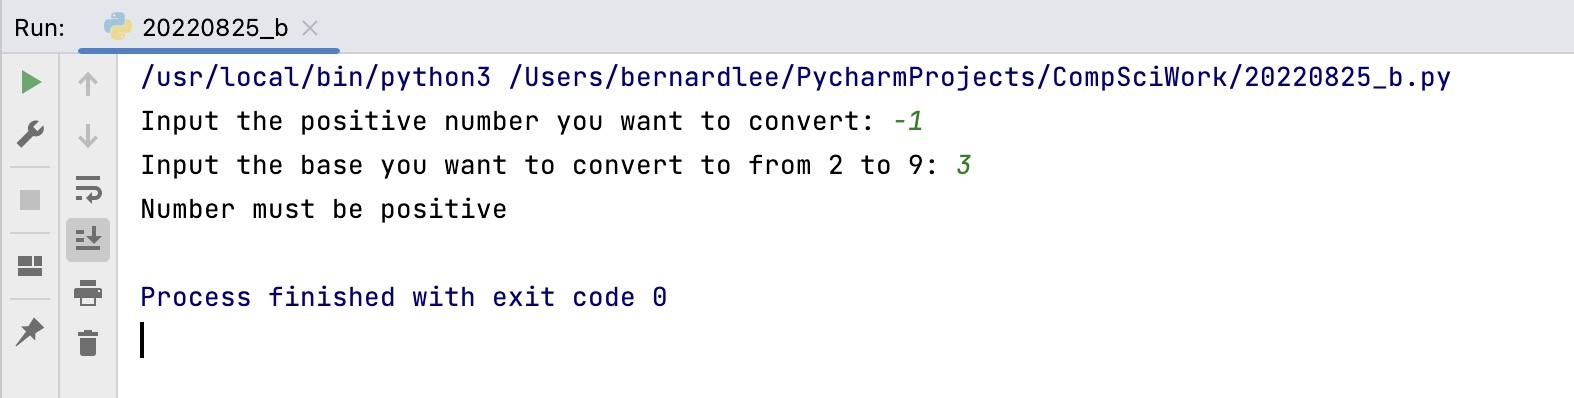 Run: 20220825_b
/usr/local/bin/python3 /Users/bernardlee/PycharmProjects/CompSciWork/20220825_b.py
Input the positive number you want to convert: -1
Input the base you want to convert to from 2 to 9: 3
Number must be positive
Process finished with exit code 0